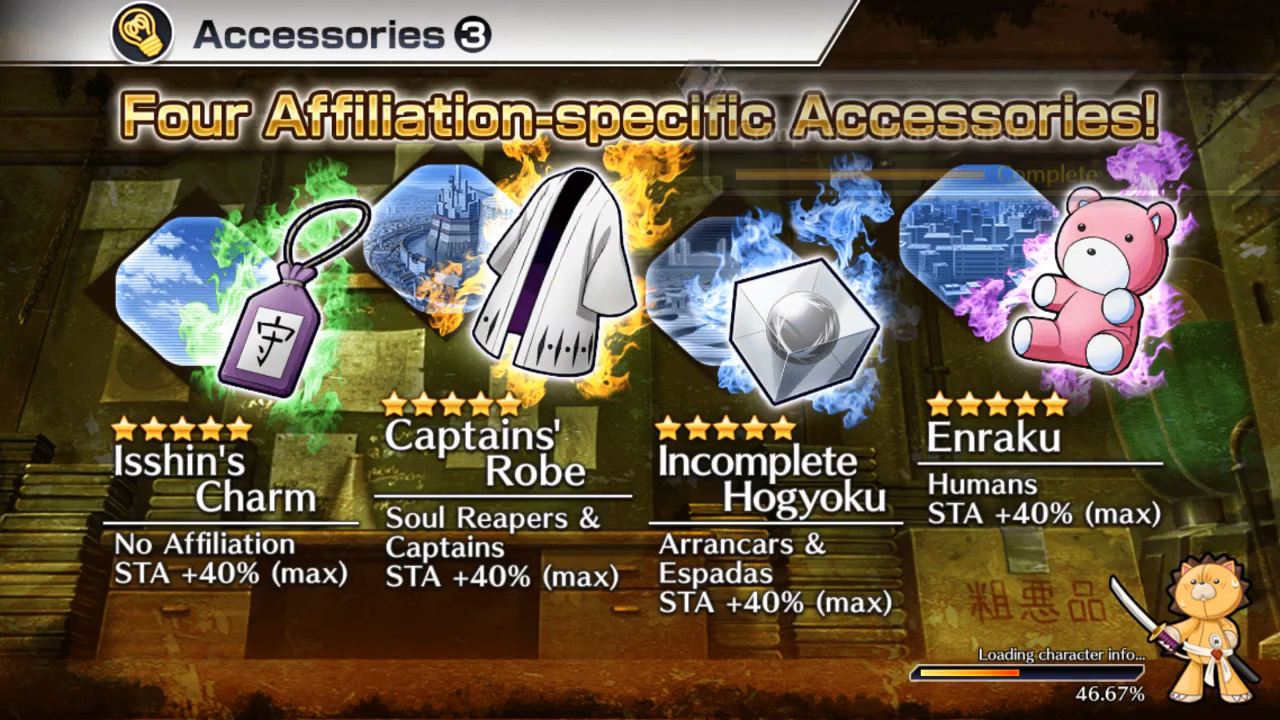 Accessories 3
Four Affiliation-specific Accessories!
Complete
守
Isshin's
Charm
No Affiliation
STA +40% (max)
Captains'
Robe
Soul Reapers &
Captains
STA +40% (max)
Incomplete
Hogyoku
Arrancars &
Espadas
STA +40% (max)
Enraku
Humans
STA +40% (max)
粗悪品
Loading character info...
46.67%